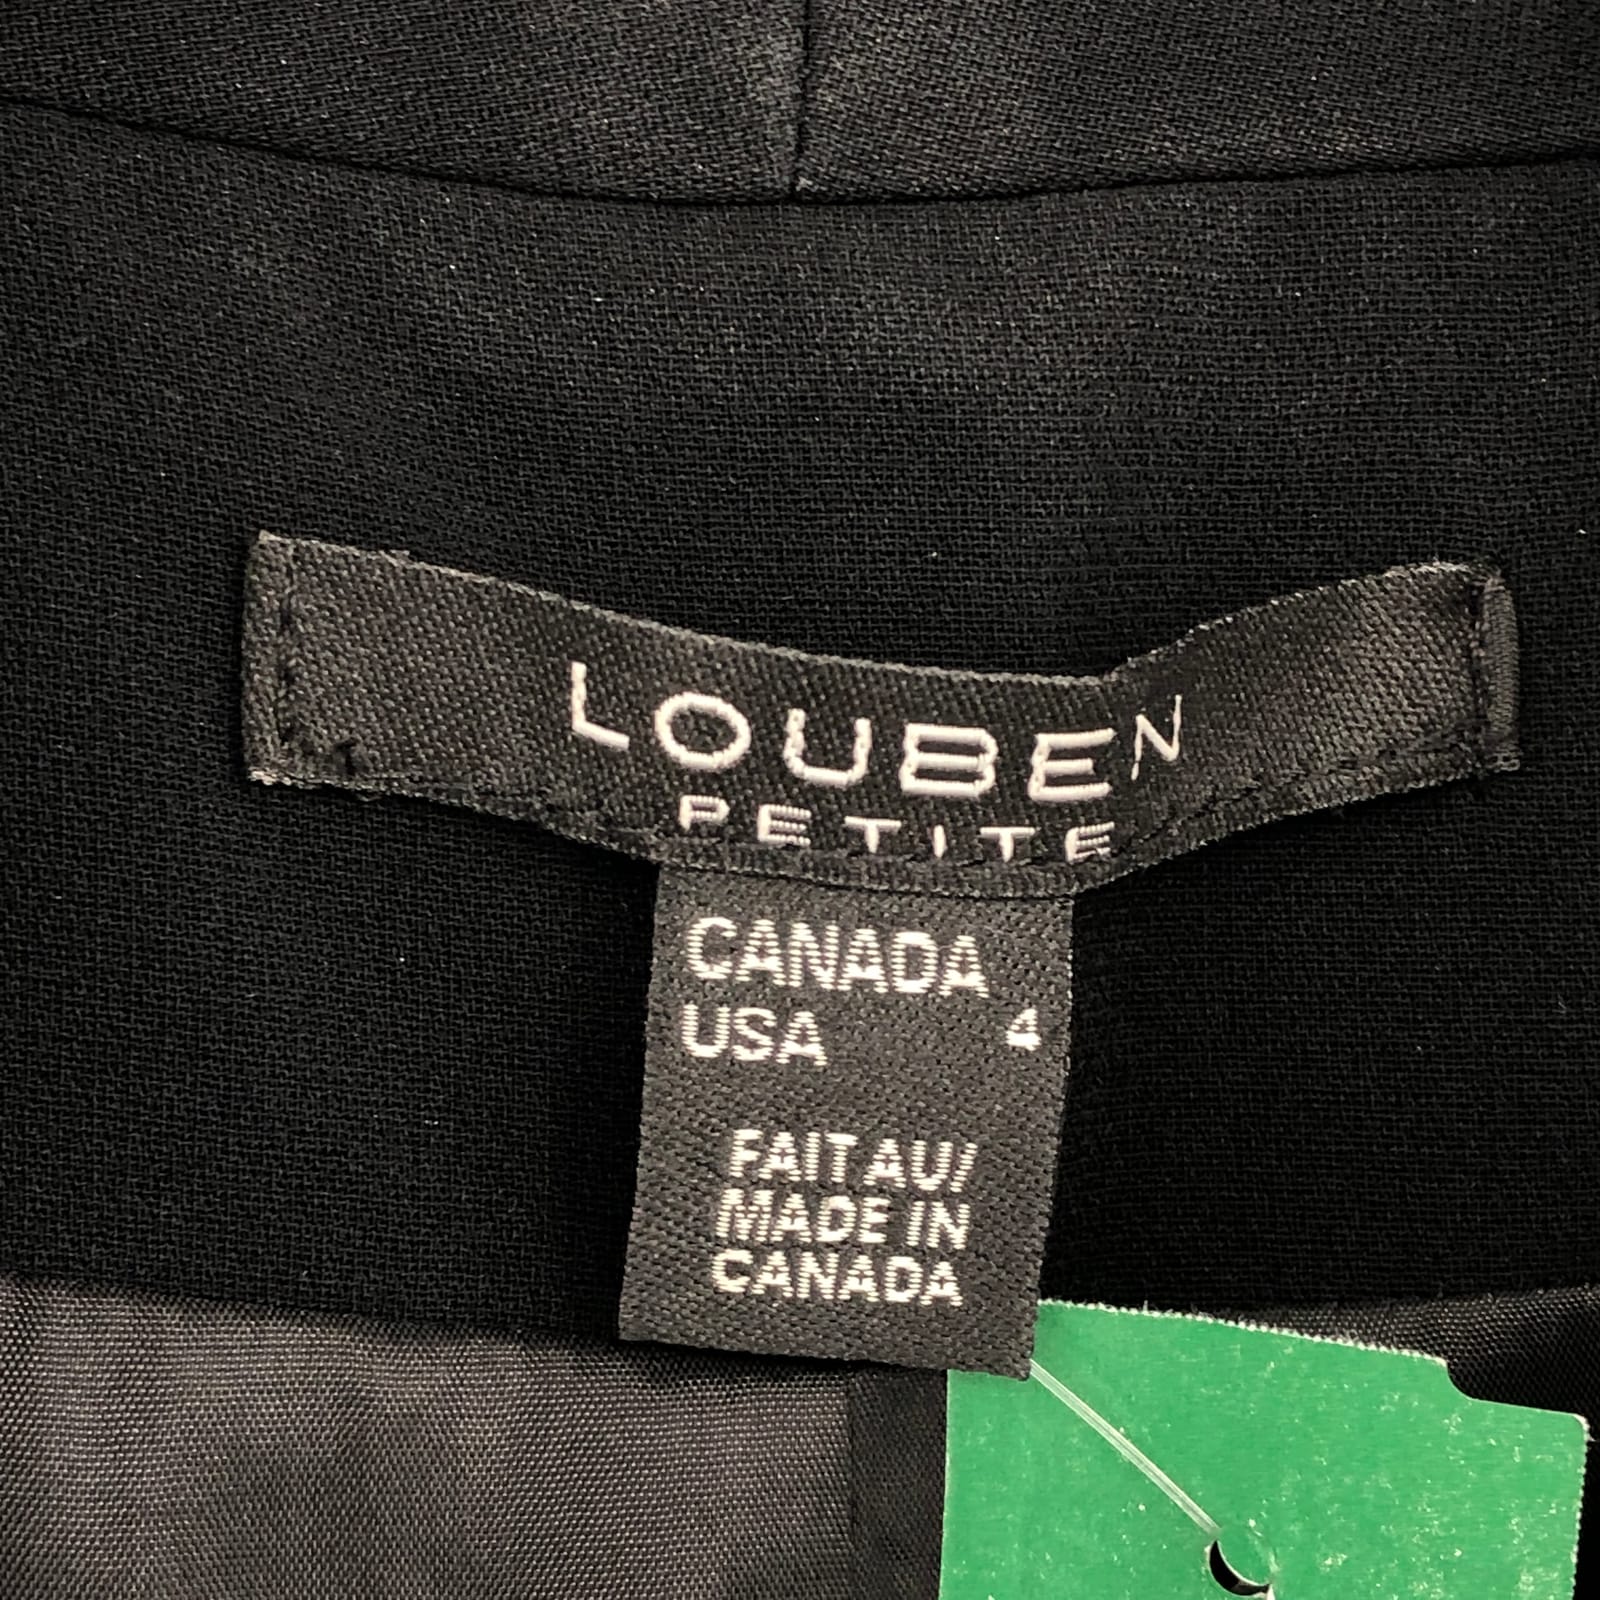 LOUBEN
PETITE
CANADA
USA 4
FAIT AU/
MADE IN
CANADA